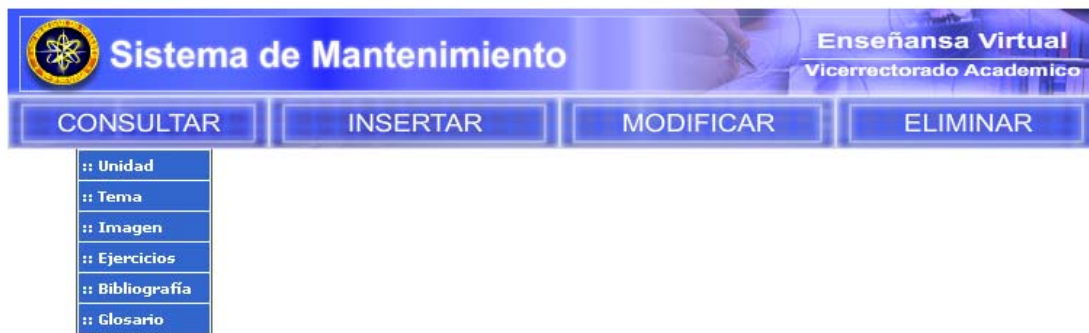 Sistema de Mantenimiento
Enseñansa Virtual
Vicerrectorado Academico
CONSULTAR INSERTAR MODIFICAR ELIMINAR
:: Unidad
:: Tema
:: Imagen
:: Ejercicios
:: Bibliografía
:: Glosario